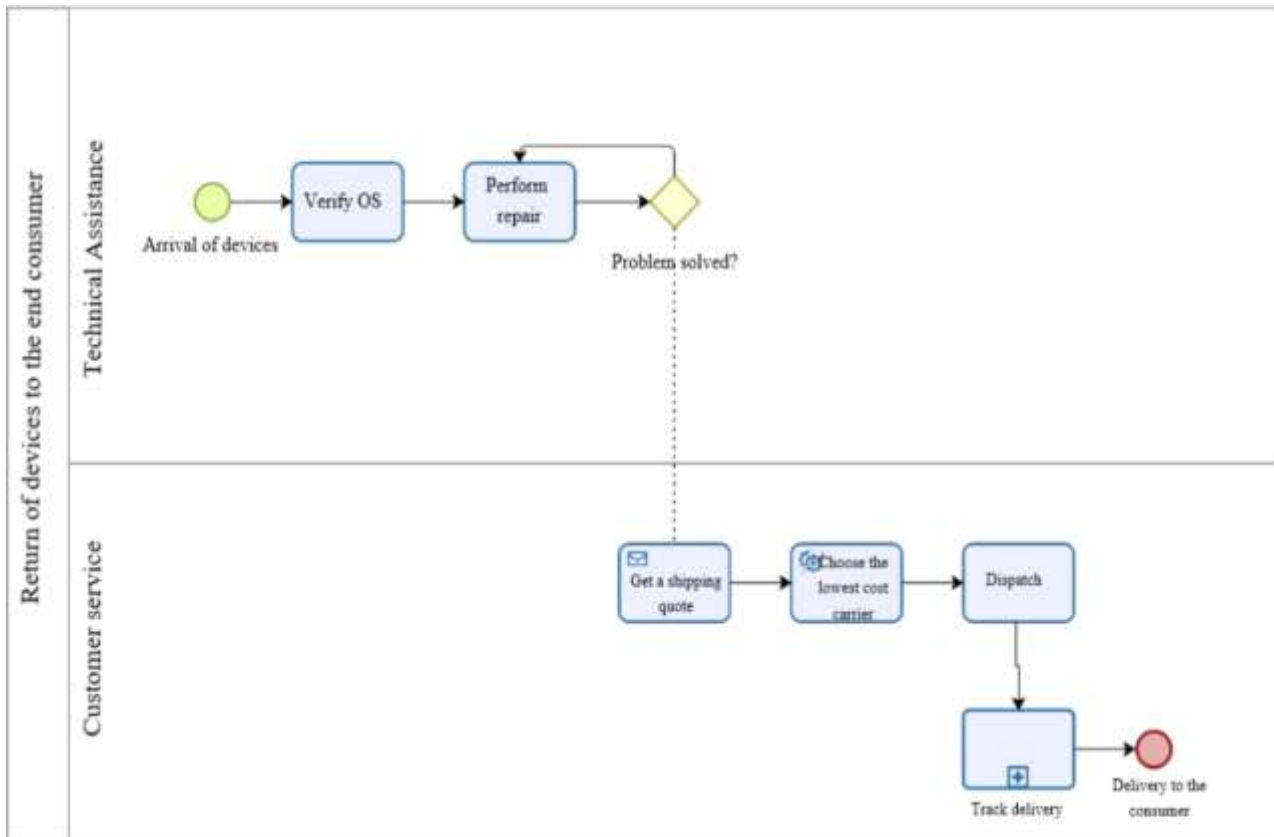 Return of devices to the end consumer
Technical Assistance
Arrival of devices
Verify OS
Perform
repair
Problem solved?
Customer service
Get a shipping
quote
Choose the
lowest cost
carrier
Dispatch
Track delivery
Delivery to the
consumer